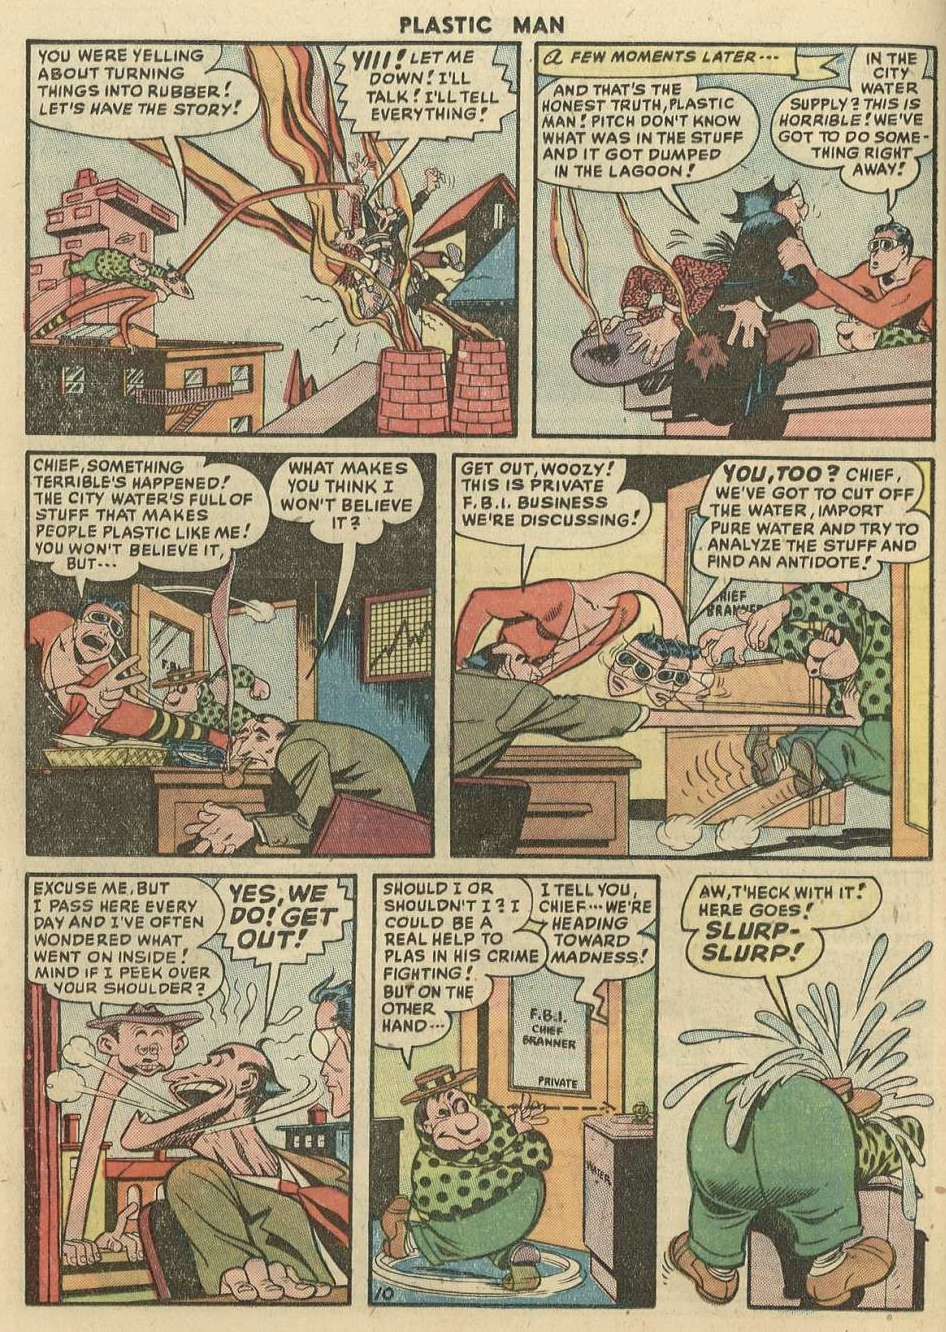 PLASTIC MAN
YOU WERE YELLING
ABOUT TURNING
THINGS INTO RUBBER!
LET'S HAVE THE STORY!
YIII! LET ME
DOWN! I'LL
TALK! I'LL TELL
EVERYTHING!
A FEW MOMENTS LATER---
AND THAT'S THE
HONEST TRUTH, PLASTIC
MAN! PITCH DON'T KNOW
WHAT WAS IN THE STUFF
AND IT GOT DUMPED
IN THE LAGOON!
IN THE
CITY
WATER
SUPPLY? THIS IS
HORRIBLE! WE'VE
GOT TO DO SOME-
THING RIGHT
AWAY!
CHIEF, SOMETHING
TERRIBLE'S HAPPENED!
THE CITY WATER'S FULL OF
STUFF THAT MAKES
PEOPLE PLASTIC LIKE ME!
YOU WON'T BELIEVE IT,
BUT---
WHAT MAKES
YOU THINK I
WON'T BELIEVE
IT?
F.B.I.
GET OUT, WOOZY!
THIS IS PRIVATE
F.B.I. BUSINESS
WE'RE DISCUSSING!
YOU, TOO? CHIEF,
WE'VE GOT TO CUT OFF
THE WATER, IMPORT
PURE WATER AND TRY TO
ANALYZE THE STUFF AND
FIND AN ANTIDOTE!
CHIEF
BRANNER
EXCUSE ME, BUT
I PASS HERE EVERY
DAY AND I'VE OFTEN
WONDERED WHAT
WENT ON INSIDE!
MIND IF I PEEK OVER
YOUR SHOULDER?
YES, WE
DO! GET
OUT!
SHOULD I OR
SHOULDN'T I? I
COULD BE A
REAL HELP TO
PLAS IN HIS CRIME
FIGHTING!
BUT ON THE
OTHER
HAND---
I TELL YOU,
CHIEF---WE'RE
HEADING
TOWARD
MADNESS!
F.B.I.
CHIEF
BRANNER
PRIVATE
WATER
10
AW, T'HECK WITH IT!
HERE GOES!
SLURP-
SLURP!